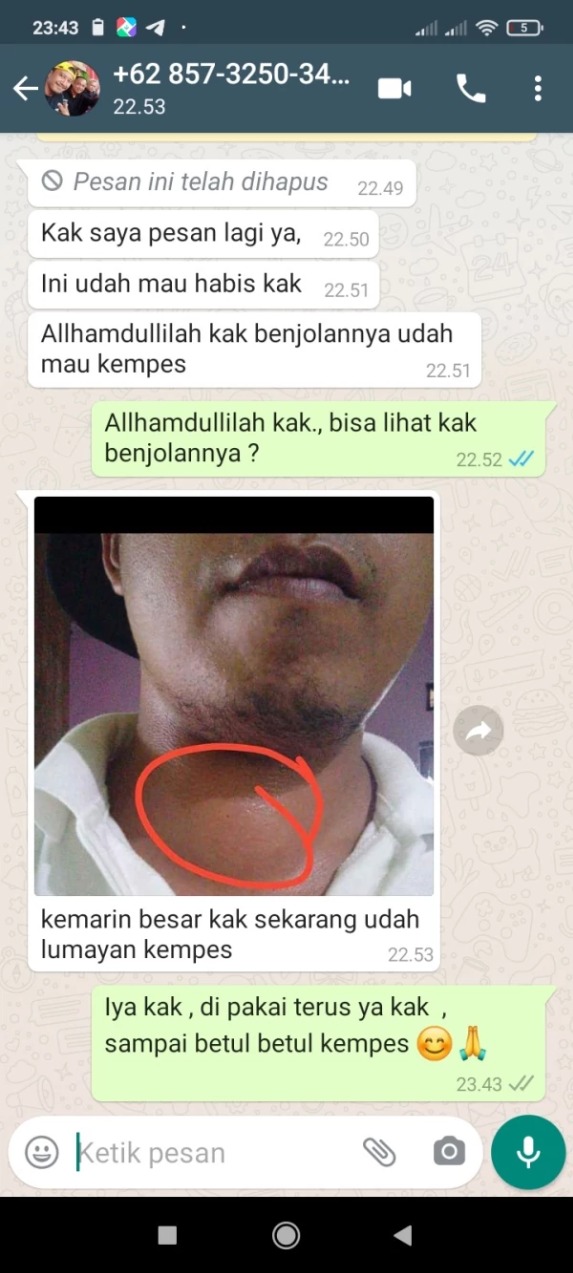 23:43
5
+62 857-3250-34...
22.53
Pesan ini telah dihapus 22.49
Kak saya pesan lagi ya, 22.50
Ini udah mau habis kak 22.51
Allhamdullilah kak benjolannya udah
mau kempes 22.51
Allhamdullilah kak., bisa lihat kak
benjolannya ? 22.52
kemarin besar kak sekarang udah
lumayan kempes 22.53
Iya kak , di pakai terus ya kak ,
sampai betul betul kempes 😊🙏
23.43
Ketik pesan